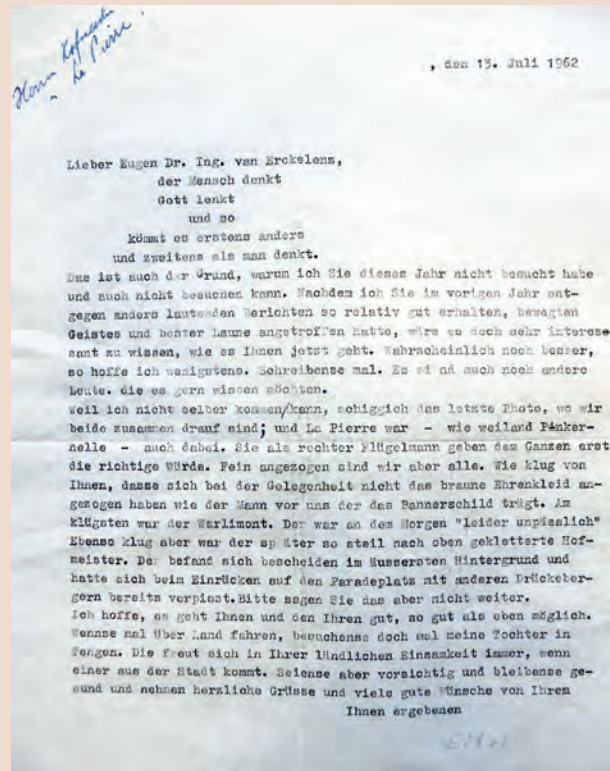 Herrn Hofmeister
La Pierre
, den 13. Juli 1962
Lieber Eugen Dr. Ing. van Erckelens,
der Mensch denkt
Gott lenkt
und so
kömmt es erstens anders
und zweitens als man denkt.
Das ist auch der Grund, warum ich Sie dieses Jahr nicht besucht habe
und auch nicht besuchen kann. Nachdem ich Sie im vorigen Jahr ent-
gegen anders lautenden Berichten so relativ gut erhalten, bewegten
Geistes und bester Laune angetroffen hatte, wäre es doch sehr interes-
sant zu wissen, wie es Ihnen jetzt geht. Wahrscheinlich noch besser,
so hoffe ich wenigstens. Schreibense mal. Es si nd auch noch andere
Leute. die es gern wissen möchten.
Weil ich nicht selber kommen/kann, schiggich das letzte Photo, wo wir
beide zusammen drauf sind; und La Pierre war - wie weiland Pänker-
nelle - auch dabei. Sie als rechter Flügelmann geben dem Ganzen erst
die richtige Würde. Fein angezogen sind wir aber alle. Wie klug von
Ihnen, dasse sich bei der Gelegenheit nicht das braune Ehrenkleid an-
gezogen haben wie der Mann vor uns der das Bannerschild trägt. Am
klügsten war der Warlimont. Der war an dem Morgen "leider unpässlich"
Ebenso klug aber war der sp äter so steil nach oben gekletterte Hof-
meister. Der befand sich bescheiden im äussersten Hintergrund und
hatte sich beim Einrücken auf den Paradeplatz mit anderen Drückeber-
gern bereits verpisst. Bitte sagen Sie das aber nicht weiter.
Ich hoffe, es geht Ihnen und den Ihren gut, so gut als eben möglich.
Wennse mal über Land fahren, besuchense doch mal meine Tochter in
Tengen. Die freut sich in Ihrer ländlichen Einsamkeit immer, wenn
einer aus der Stadt kommt. Seiense aber vorsichtig und bleibense ge-
sund und nehmen herzliche Grüsse und viele gute Wünsche von Ihrem
Ihnen ergebenen